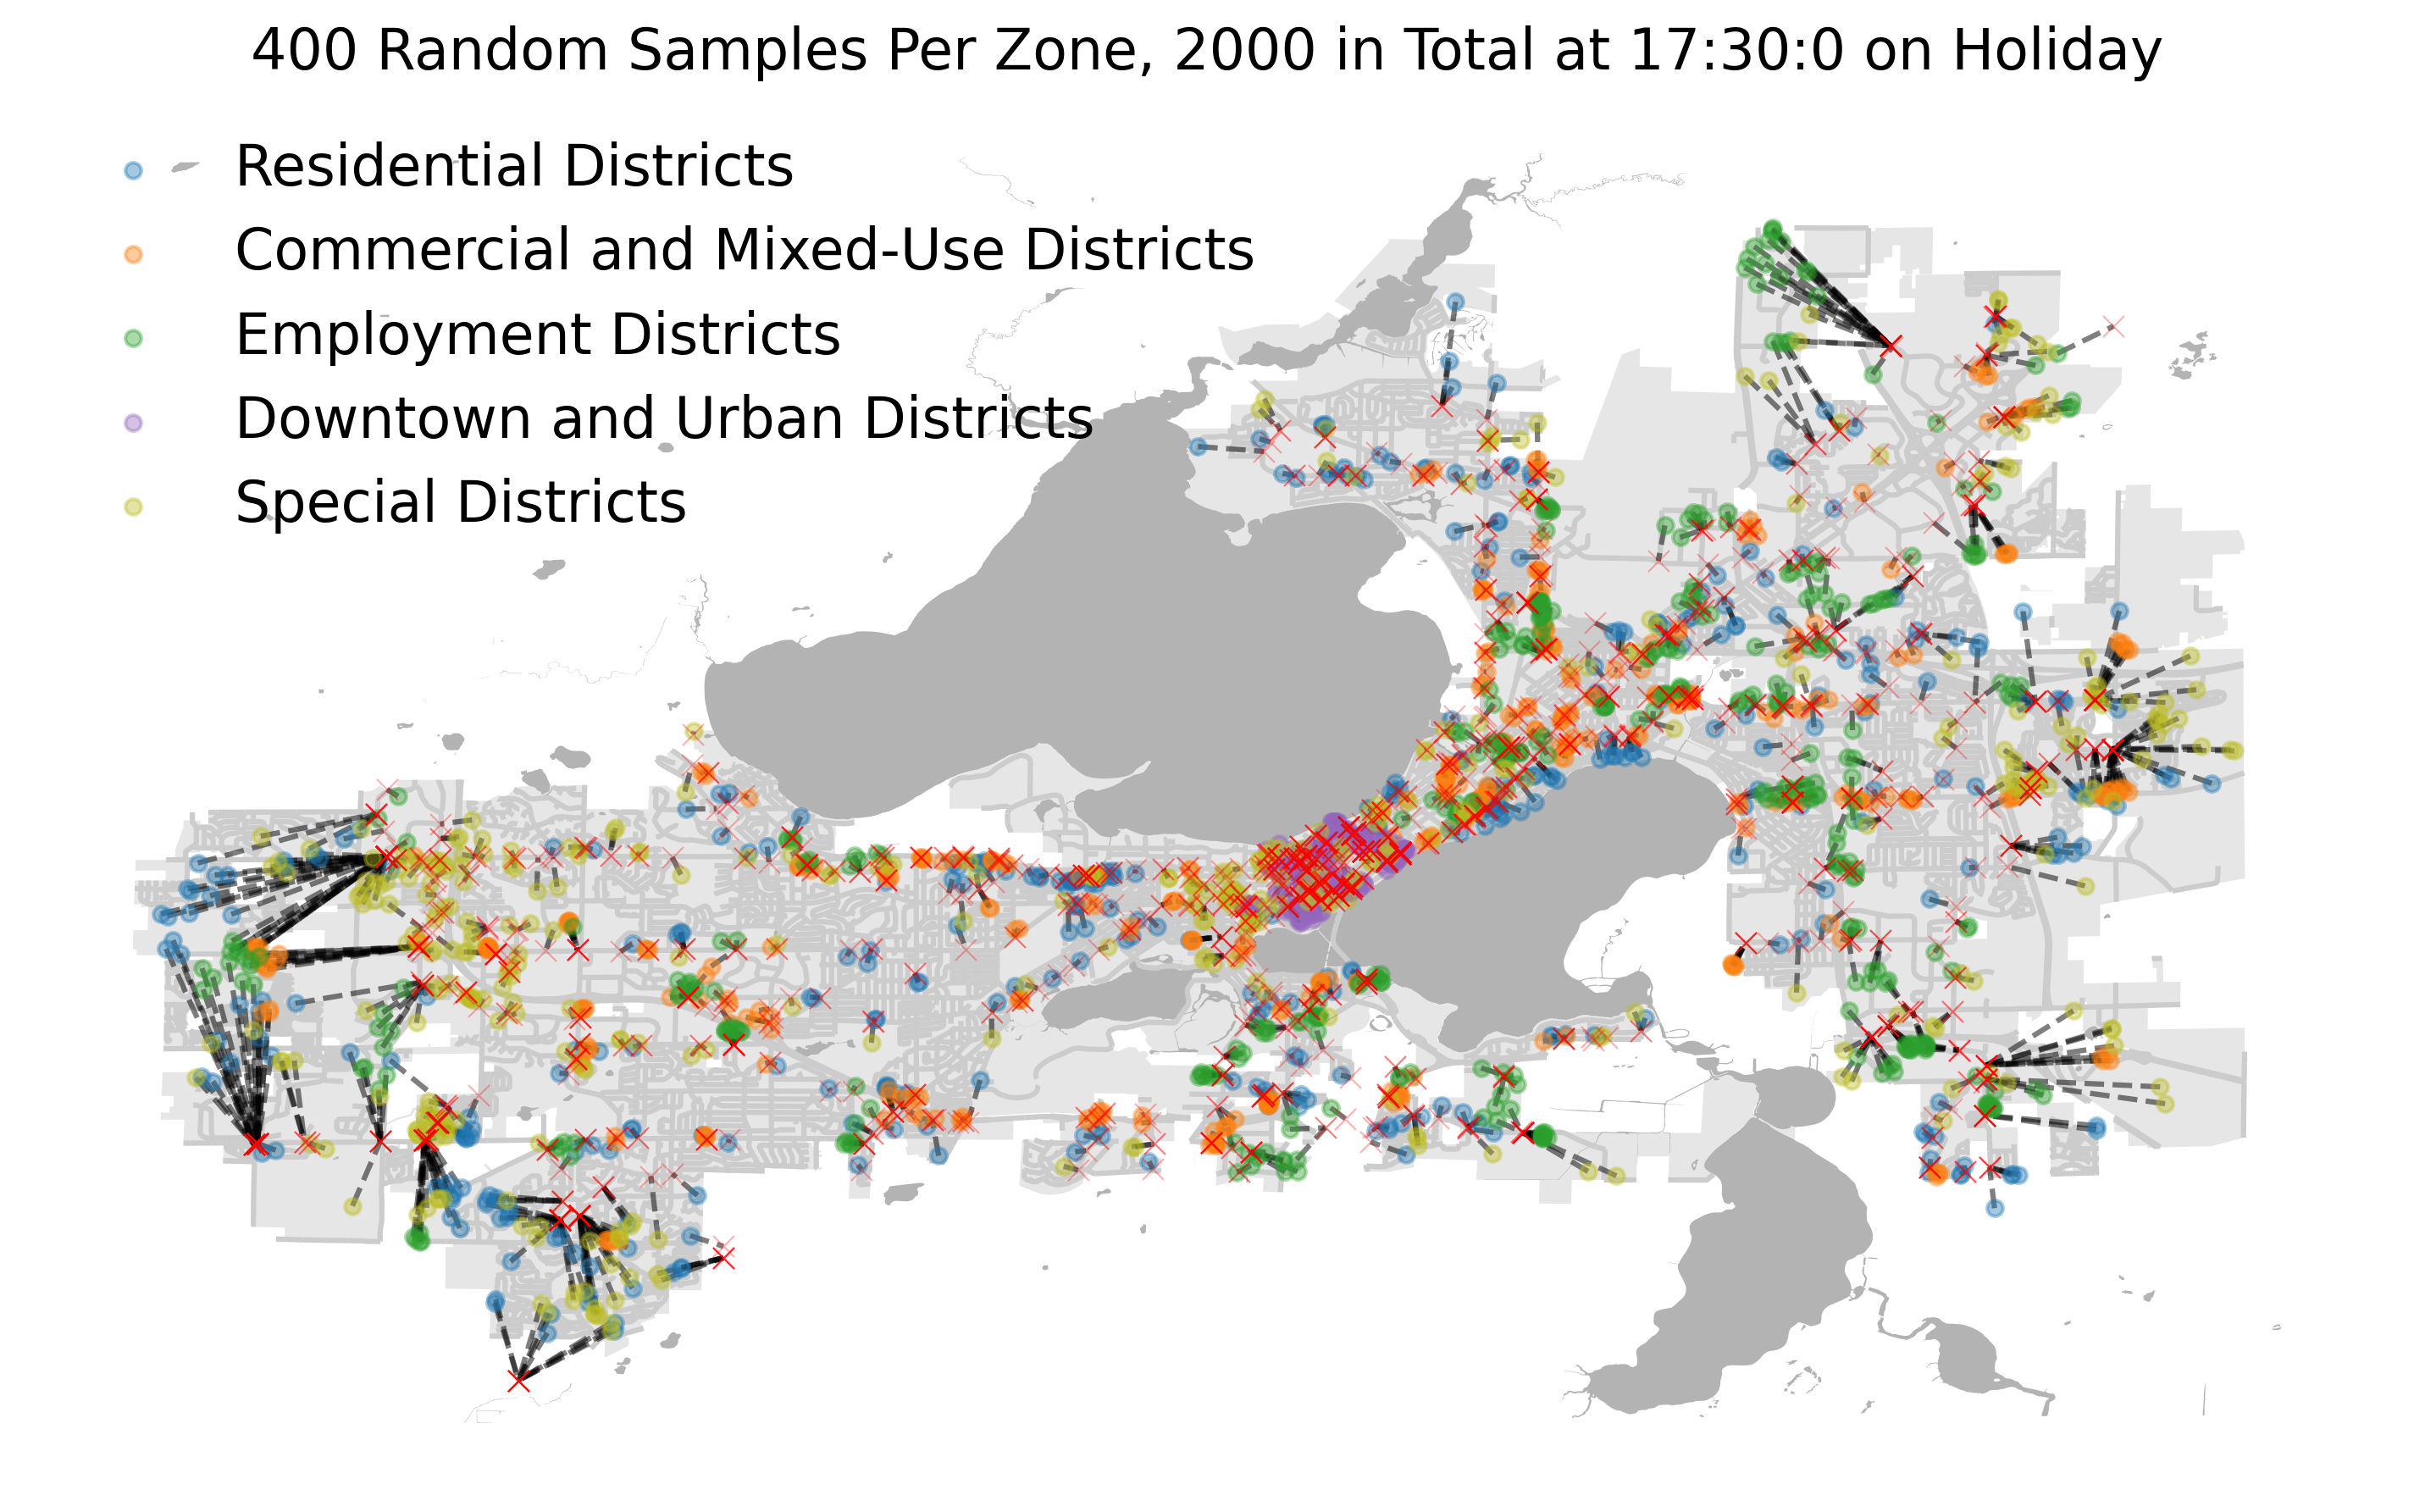 400 Random Samples Per Zone, 2000 in Total at 17:30:0 on Holiday
Residential Districts
Commercial and Mixed-Use Districts
Employment Districts
Downtown and Urban Districts
Special Districts